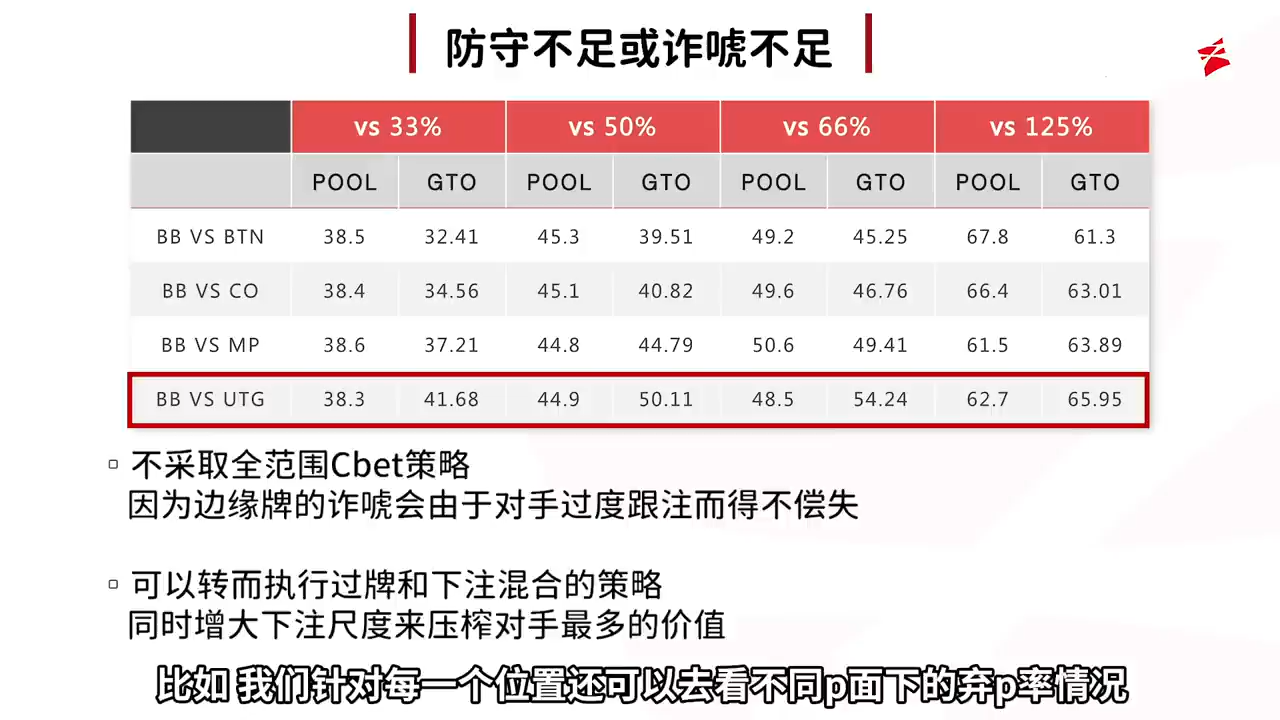 防守不足或诈唬不足
vs 33% vs 50% vs 66% vs 125%
POOL GTO POOL GTO POOL GTO POOL GTO
BB VS BTN 38.5 32.41 45.3 39.51 49.2 45.25 67.8 61.3
BB VS CO 38.4 34.56 45.1 40.82 49.6 46.76 66.4 63.01
BB VS MP 38.6 37.21 44.8 44.79 50.6 49.41 61.5 63.89
BB VS UTG 38.3 41.68 44.9 50.11 48.5 54.24 62.7 65.95
不采取全范围Cbet策略
因为边缘牌的诈唬会由于对手过度跟注而得不偿失
可以转而执行过牌和下注混合的策略
同时增大下注尺度来压榨对手最多的价值
比如 我们针对每一个位置还可以去看不同p面下的弃p率情况